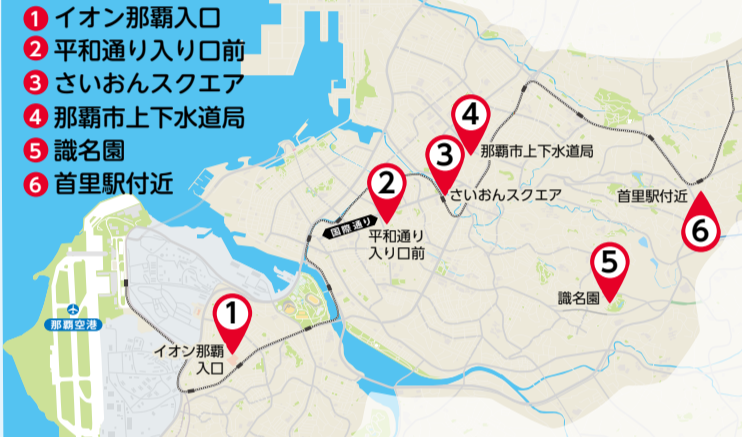 1 イオン那覇入口
2 平和通り入り口前
3 さいおんスクエア
4 那覇市上下水道局
5 識名園
6 首里駅付近
4
那覇市上下水道局
3
さいおんスクエア
2
国際通り
平和通り
入り口前
首里駅付近
6
5
識名園
那覇空港
1
イオン那覇
入口